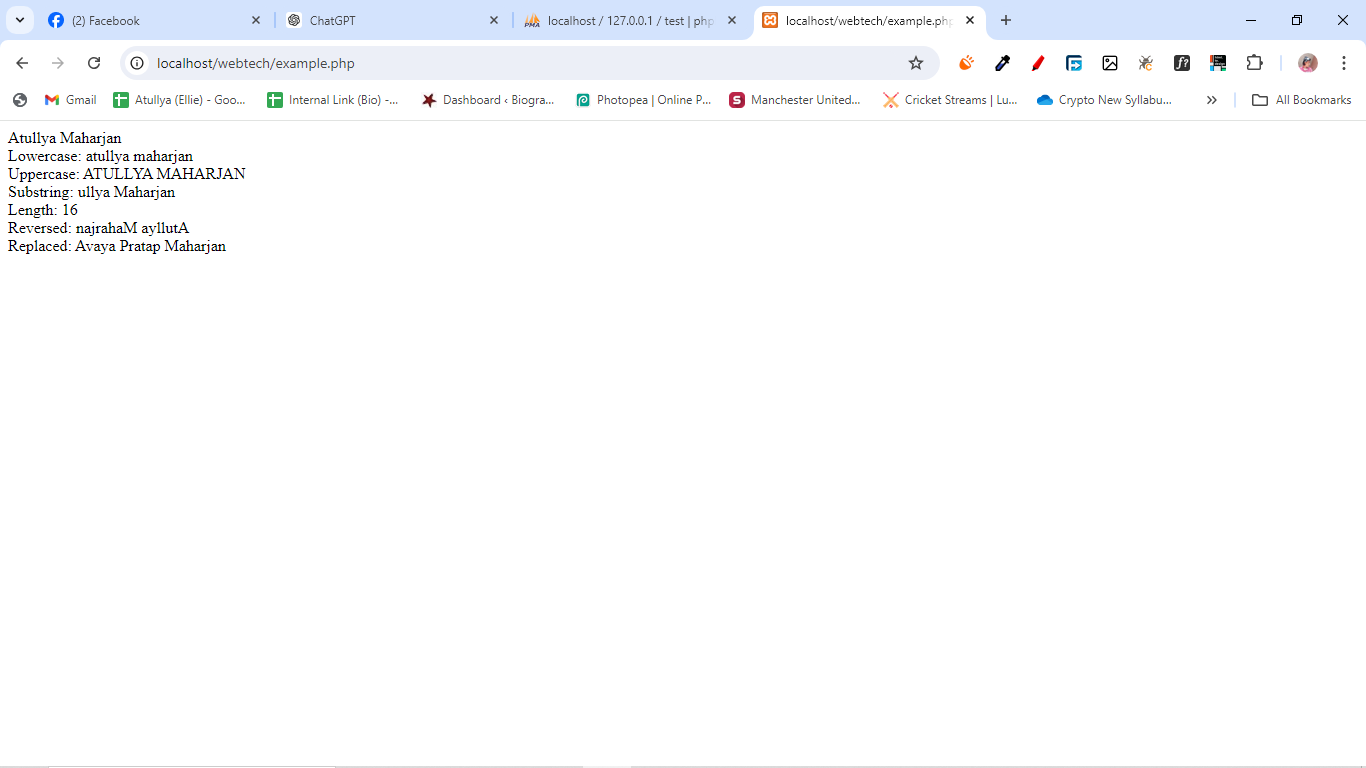 (2) Facebook
ChatGPT
localhost / 127.0.0.1 / test | php
localhost/webtech/example.php
localhost/webtech/example.php
Gmail
Atullya (Ellie) - Goo...
Internal Link (Bio) -...
Dashboard ‹ Biogra...
Photopea | Online P...
Manchester United...
Cricket Streams | Lu...
Crypto New Syllabu...
All Bookmarks
Atullya Maharjan
Lowercase: atullya maharjan
Uppercase: ATULLYA MAHARJAN
Substring: ullya Maharjan
Length: 16
Reversed: najrahaM ayllutA
Replaced: Avaya Pratap Maharjan